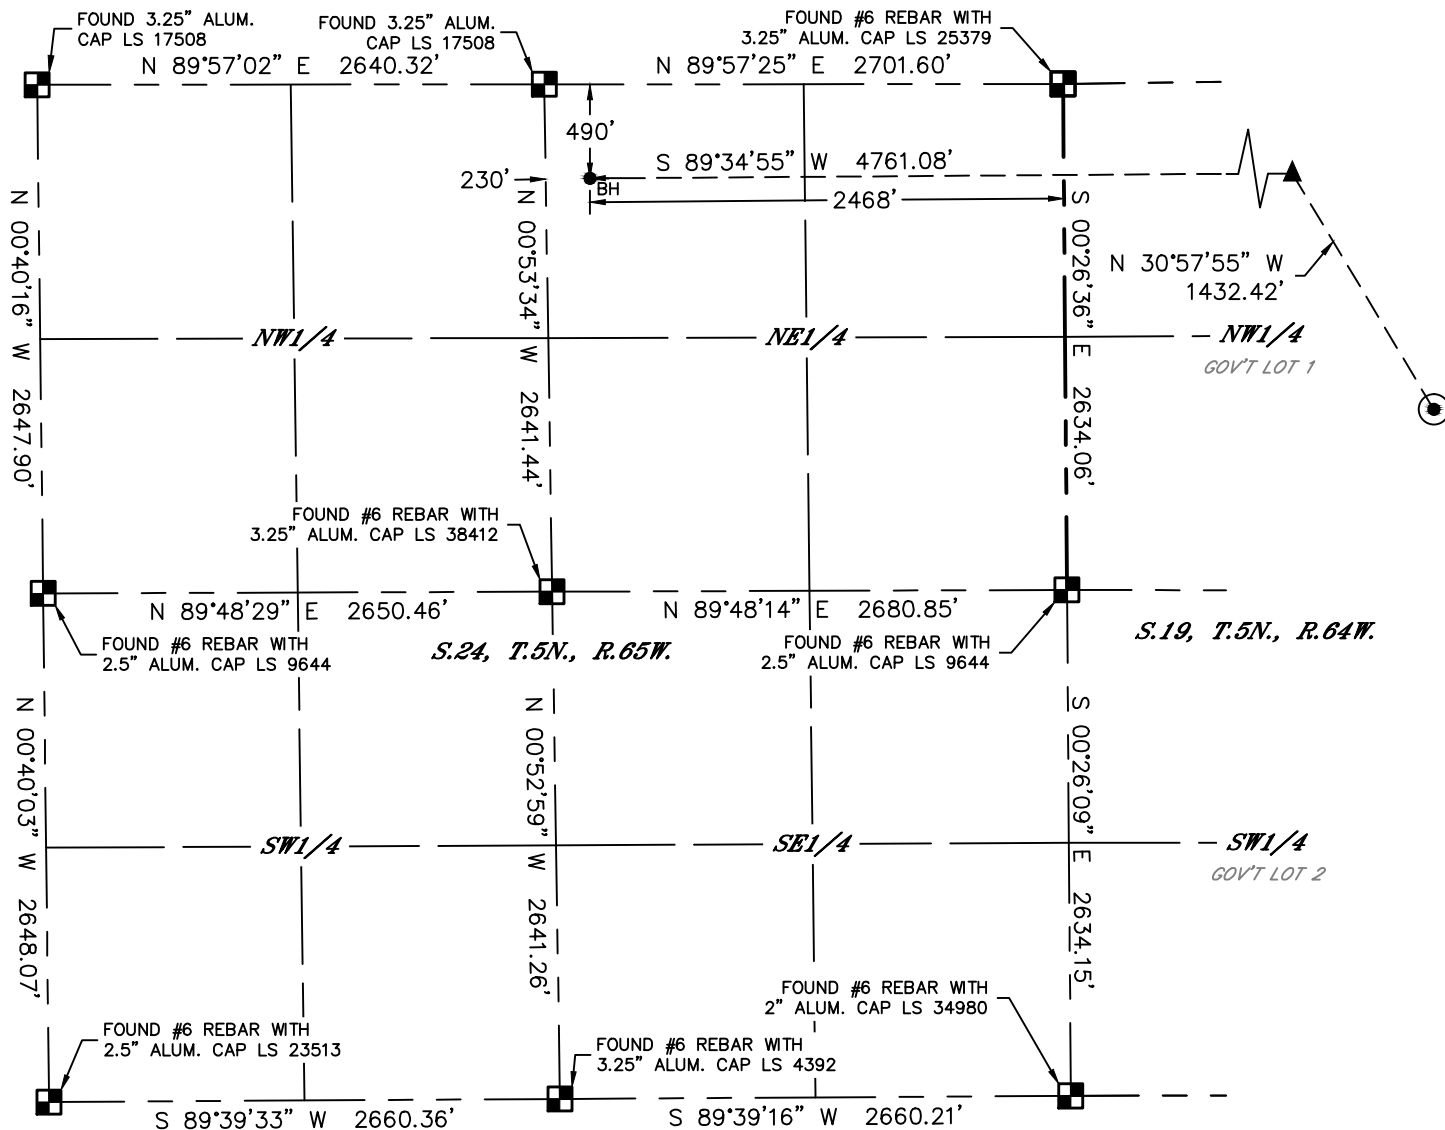 FOUND 3.25" ALUM.
CAP LS 17508
FOUND 3.25" ALUM.
CAP LS 17508
FOUND #6 REBAR WITH
3.25" ALUM. CAP LS 25379
N 89°57'02" E 2640.32'
N 89°57'25" E 2701.60'
490'
S 89°34'55" W 4761.08'
230'
BH
2468'
N 00°40'16" W 2647.90'
N 00°53'34" W 2641.44'
S 00°26'36" E 2634.06'
N 30°57'55" W
1432.42'
NW1/4
NE1/4
NW1/4
GOV'T LOT 1
FOUND #6 REBAR WITH
3.25" ALUM. CAP LS 38412
N 89°48'29" E 2650.46'
N 89°48'14" E 2680.85'
FOUND #6 REBAR WITH
2.5" ALUM. CAP LS 9644
S.24, T.5N., R.65W.
FOUND #6 REBAR WITH
2.5" ALUM. CAP LS 9644
S.19, T.5N., R.64W.
N 00°40'03" W 2648.07'
N 00°52'59" W 2641.26'
S 00°26'09" E 2634.15'
SW1/4
SE1/4
SW1/4
GOV'T LOT 2
FOUND #6 REBAR WITH
2" ALUM. CAP LS 34980
FOUND #6 REBAR WITH
2.5" ALUM. CAP LS 23513
FOUND #6 REBAR WITH
3.25" ALUM. CAP LS 4392
S 89°39'33" W 2660.36'
S 89°39'16" W 2660.21'